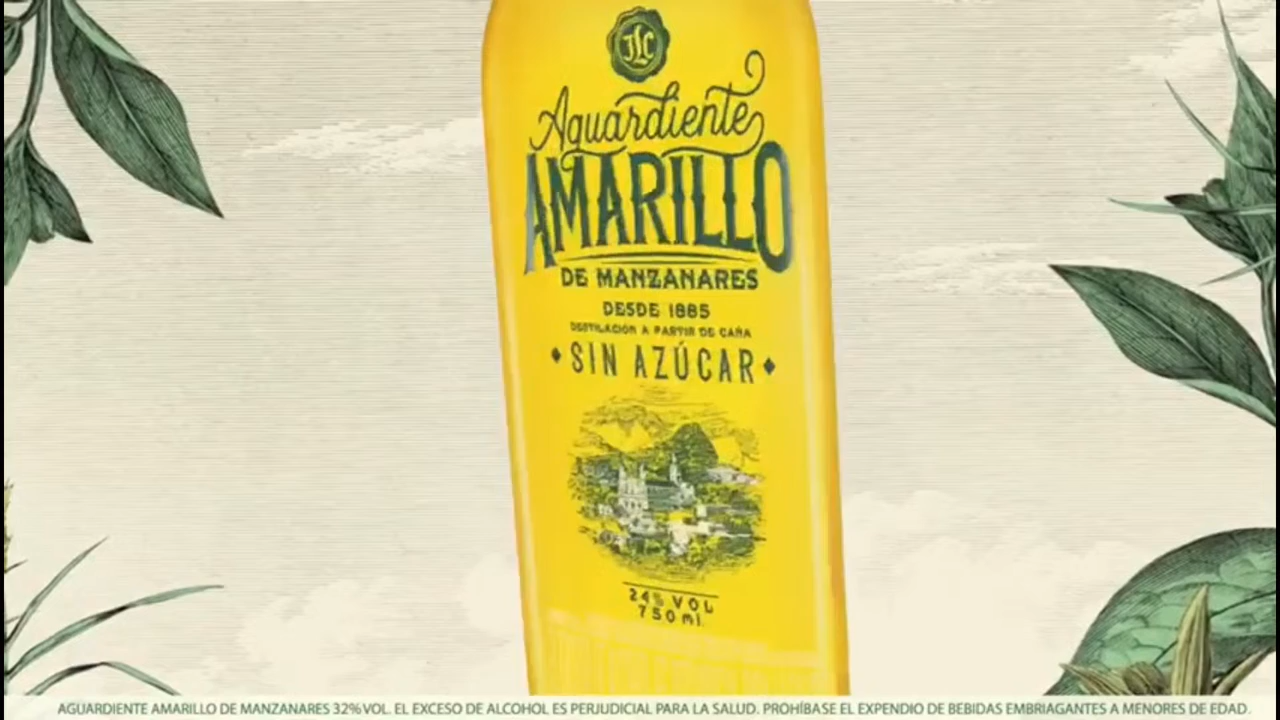 JLC
Aguardiente
AMARILLO
DE MANZANARES
DESDE 1885
DESTILACIÓN A PARTIR DE CAÑA
• SIN AZÚCAR •
24% VOL
750 ml.
AGUARDIENTE AMARILLO DE MANZANARES 32%VOL. EL EXCESO DE ALCOHOL ES PERJUDICIAL PARA LA SALUD. PROHÍBASE EL EXPENDIO DE BEBIDAS EMBRIAGANTES A MENORES DE EDAD.